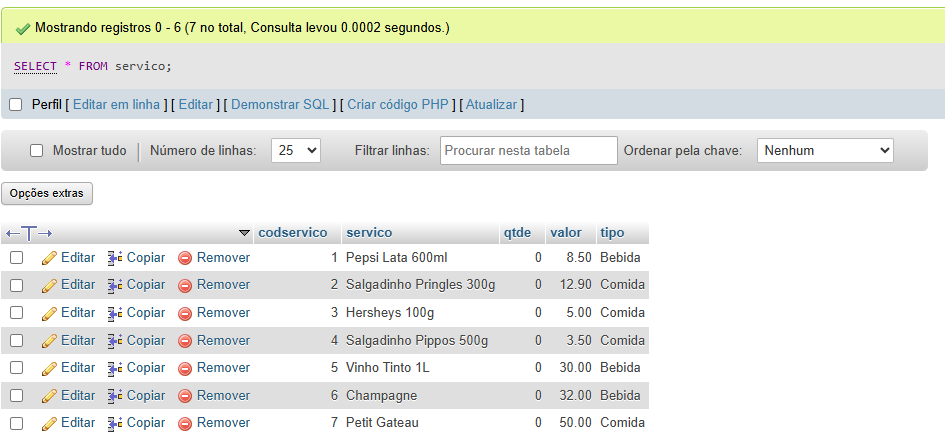 Mostrando registros 0 - 6 (7 no total, Consulta levou 0.0002 segundos.)
SELECT * FROM servico;
Perfil [ Editar em linha ] [ Editar ] [ Demonstrar SQL ] [ Criar código PHP ] [ Atualizar ]
Mostrar tudo | Número de linhas: 25 Filtrar linhas: Procurar nesta tabela Ordenar pela chave: Nenhum
Opções extras
codservico servico qtde valor tipo
Editar Copiar Remover 1 Pepsi Lata 600ml 0 8.50 Bebida
Editar Copiar Remover 2 Salgadinho Pringles 300g 0 12.90 Comida
Editar Copiar Remover 3 Hersheys 100g 0 5.00 Comida
Editar Copiar Remover 4 Salgadinho Pippos 500g 0 3.50 Comida
Editar Copiar Remover 5 Vinho Tinto 1L 0 30.00 Bebida
Editar Copiar Remover 6 Champagne 0 32.00 Bebida
Editar Copiar Remover 7 Petit Gateau 0 50.00 Comida